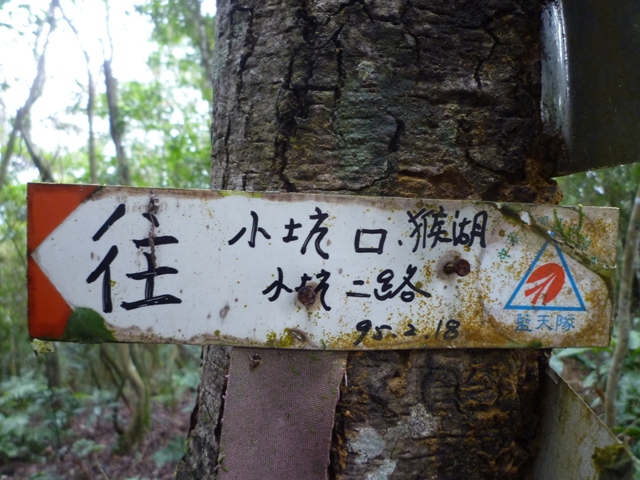 往
小坑口.猴湖
小坑二路
95.2.18
藍天隊